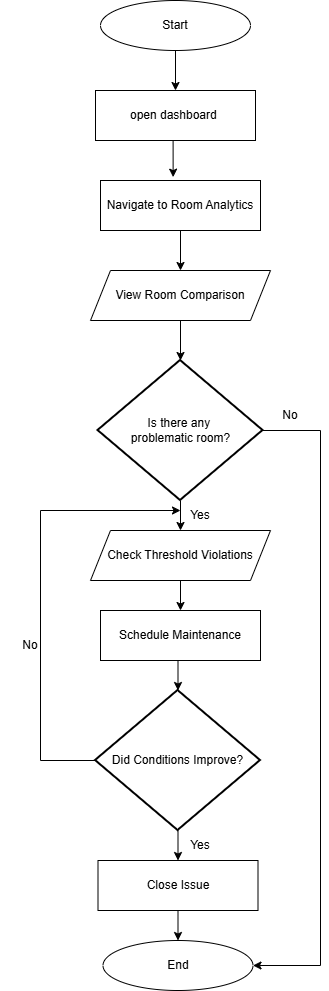 Start
open dashboard
Navigate to Room Analytics
View Room Comparison
Is there any
problematic room?
No
Yes
Check Threshold Violations
Schedule Maintenance
No
Did Conditions Improve?
Yes
Close Issue
End